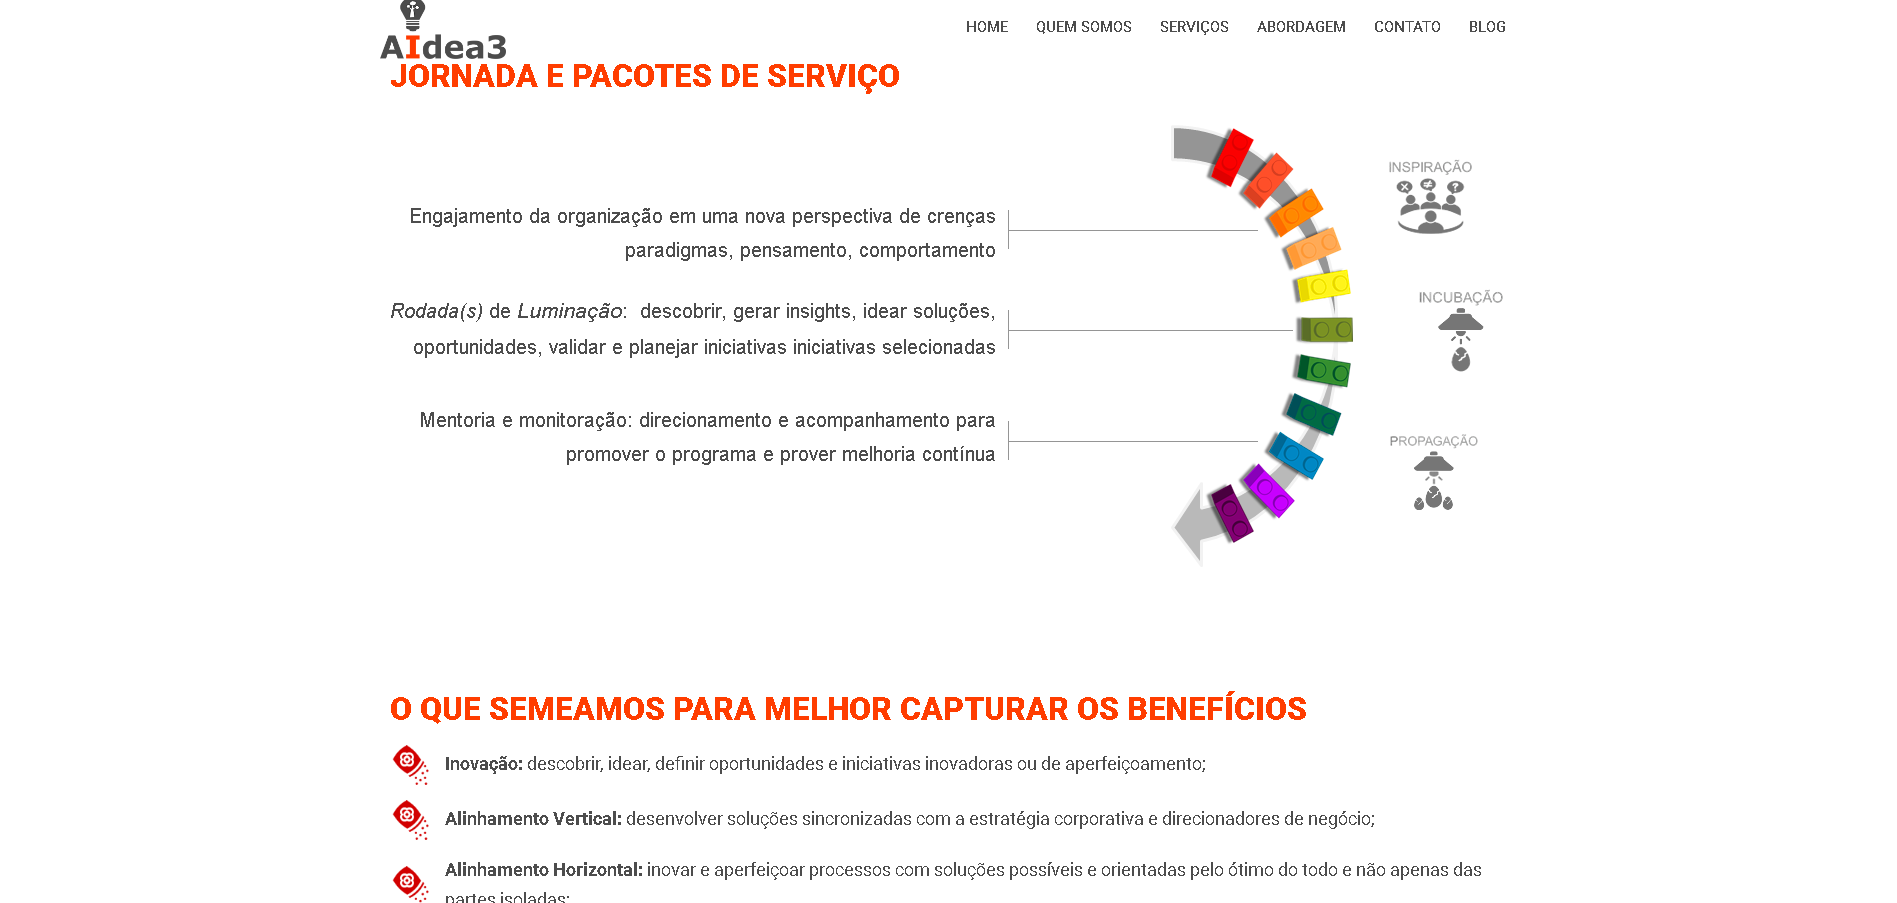 AIdea3
HOME QUEM SOMOS SERVIÇOS ABORDAGEM CONTATO BLOG
JORNADA E PACOTES DE SERVIÇO
Engajamento da organização em uma nova perspectiva de crenças
paradigmas, pensamento, comportamento
Rodada(s) de Luminação: descobrir, gerar insights, idear soluções,
oportunidades, validar e planejar iniciativas iniciativas selecionadas
Mentoria e monitoração: direcionamento e acompanhamento para
promover o programa e prover melhoria contínua
INSPIRAÇÃO
INCUBAÇÃO
PROPAGAÇÃO
O QUE SEMEAMOS PARA MELHOR CAPTURAR OS BENEFÍCIOS
Inovação: descobrir, idear, definir oportunidades e iniciativas inovadoras ou de aperfeiçoamento;
Alinhamento Vertical: desenvolver soluções sincronizadas com a estratégia corporativa e direcionadores de negócio;
Alinhamento Horizontal: inovar e aperfeiçoar processos com soluções possíveis e orientadas pelo ótimo do todo e não apenas das
partes isoladas;